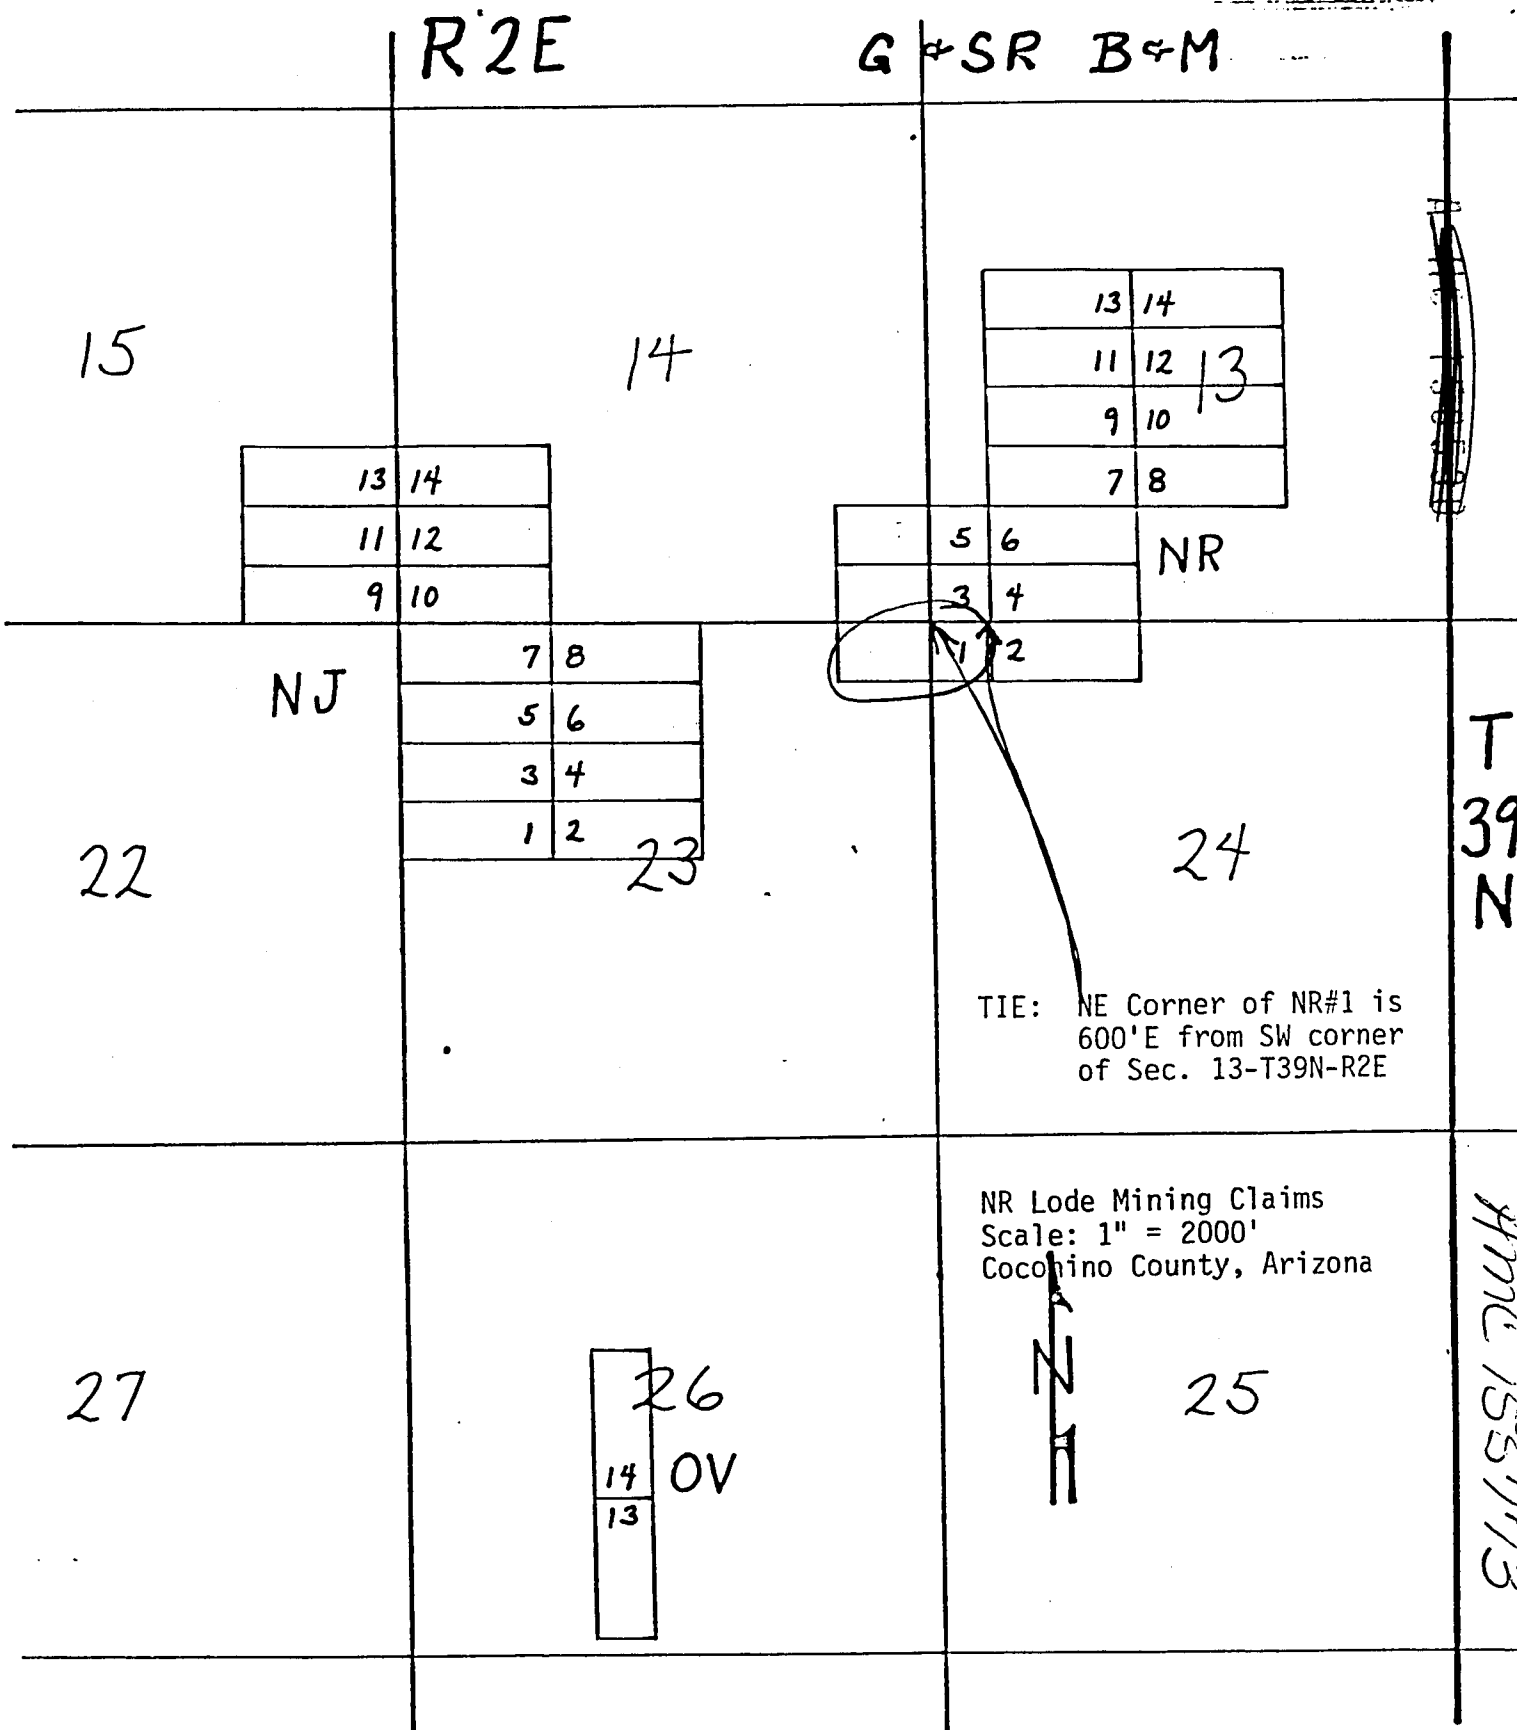 R 2 E
G & SR B & M
15
14
13
13 14
11 12
9 10
7 8
13 14
11 12
9 10
5 6
3 4
1 2
NR
7 8
5 6
3 4
1 2
NJ
22
23
24
T
39
N
TIE: NE Corner of NR#1 is
600'E from SW corner
of Sec. 13-T39N-R2E
NR Lode Mining Claims
Scale: 1" = 2000'
Coconino County, Arizona
N
27
26
25
14
13
OV